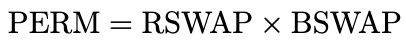 PERM = RSWAP × BSWAP